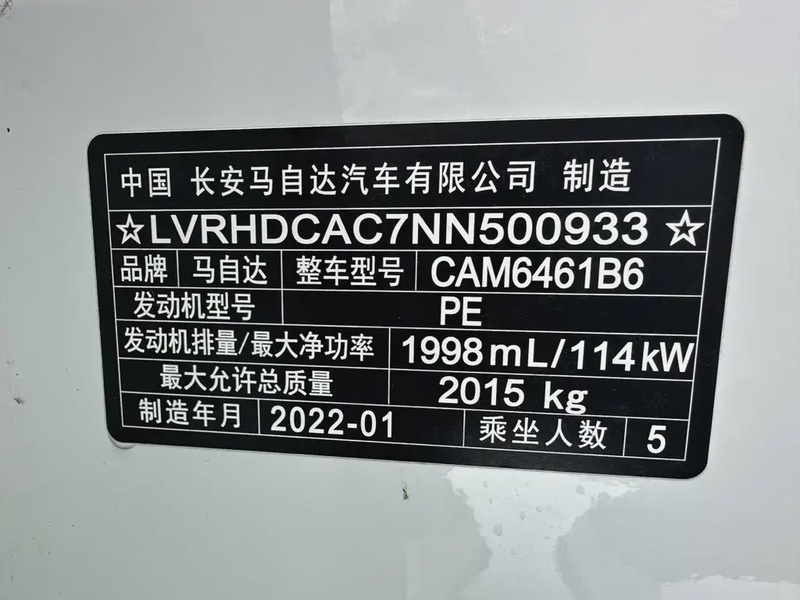 中国 长安马自达汽车有限公司 制造
☆LVRHDCAC7NN500933☆
品牌 马自达 整车型号 CAM6461B6
发动机型号 PE
发动机排量/最大净功率 1998mL/114kW
最大允许总质量 2015 kg
制造年月 2022-01 乘坐人数 5